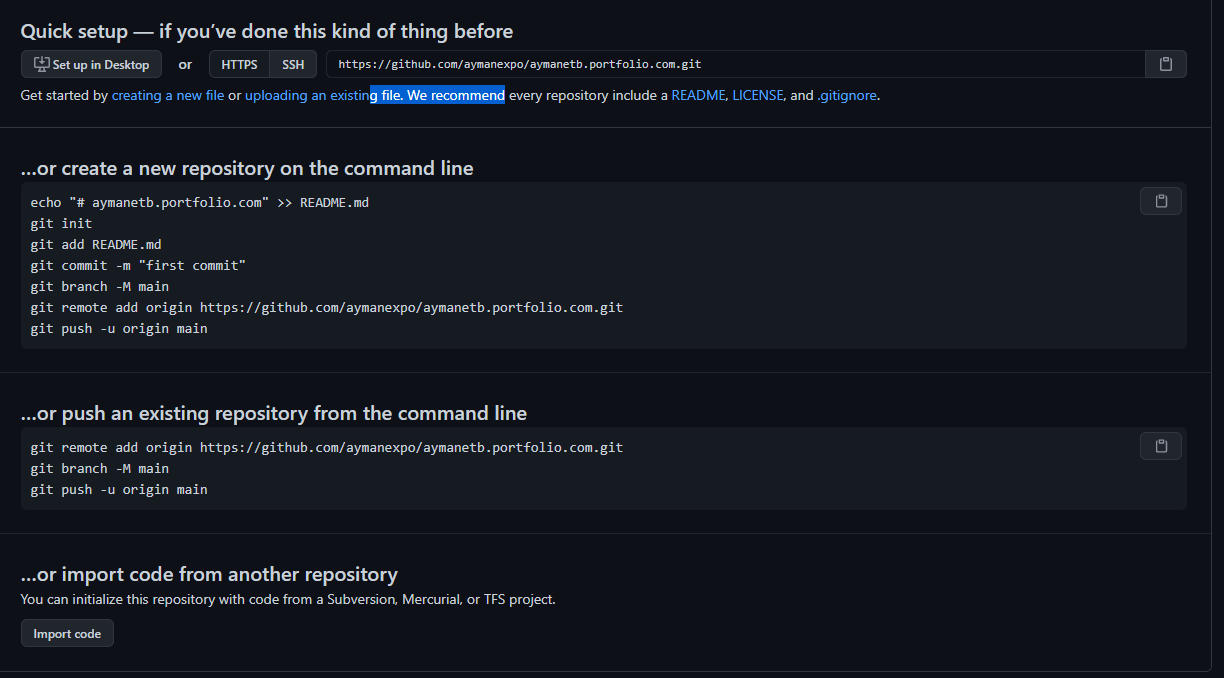 Quick setup — if you’ve done this kind of thing before
Set up in Desktop or HTTPS SSH https://github.com/aymanexpo/aymanetb.portfolio.com.git
Get started by creating a new file or uploading an existing file. We recommend every repository include a README, LICENSE, and .gitignore.
…or create a new repository on the command line
echo "# aymanetb.portfolio.com" >> README.md
git init
git add README.md
git commit -m "first commit"
git branch -M main
git remote add origin https://github.com/aymanexpo/aymanetb.portfolio.com.git
git push -u origin main
…or push an existing repository from the command line
git remote add origin https://github.com/aymanexpo/aymanetb.portfolio.com.git
git branch -M main
git push -u origin main
…or import code from another repository
You can initialize this repository with code from a Subversion, Mercurial, or TFS project.
Import code